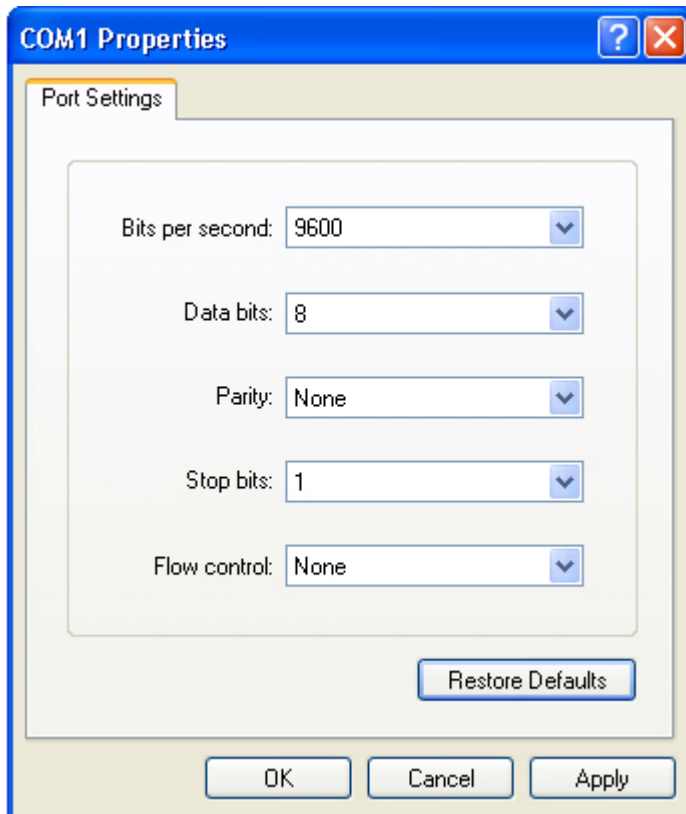 COM1 Properties
Port Settings
Bits per second: 9600
Data bits: 8
Parity: None
Stop bits: 1
Flow control: None
Restore Defaults
OK Cancel Apply